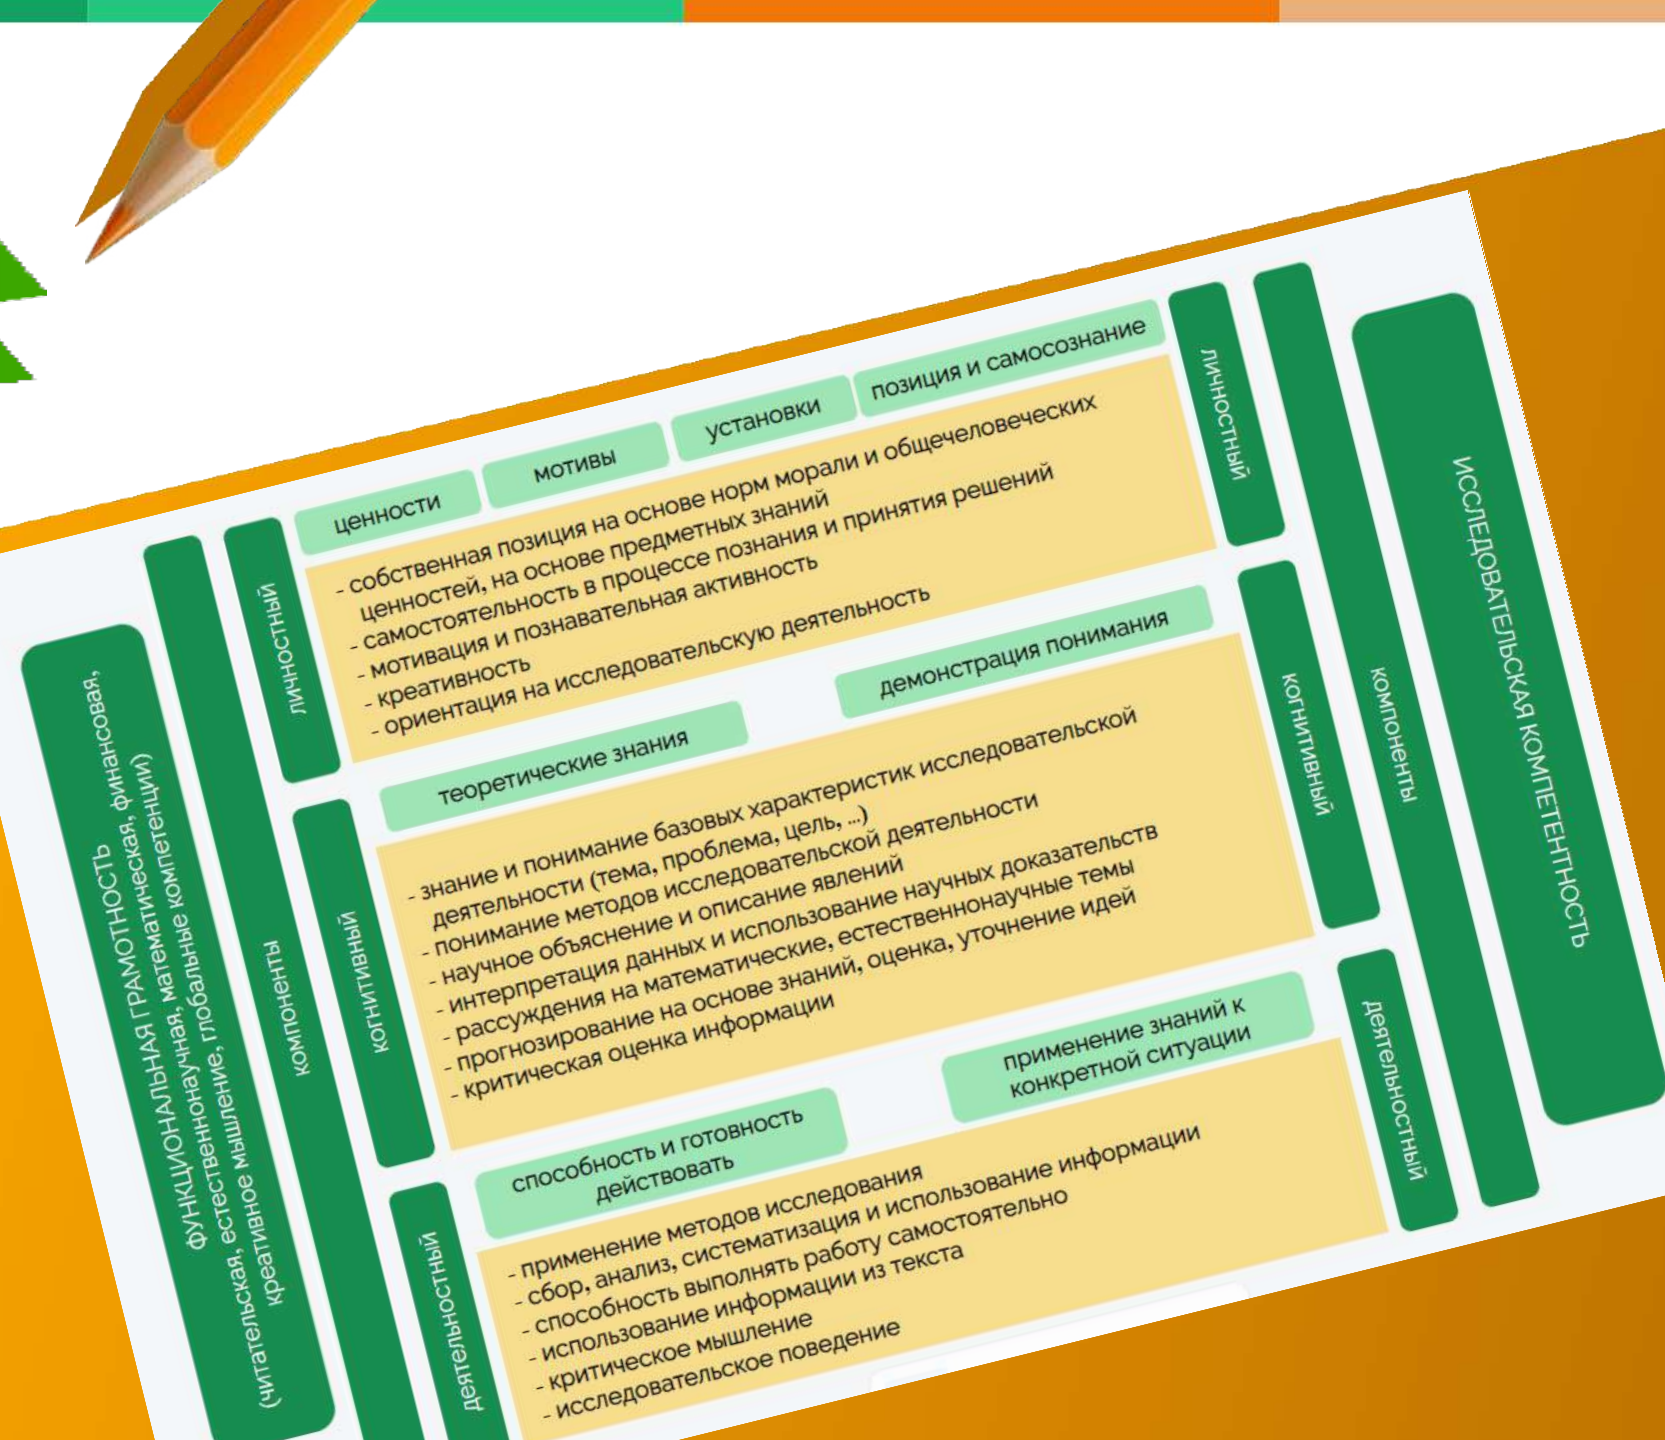 ФУНКЦИОНАЛЬНАЯ ГРАМОТНОСТЬ
(читательская, естественнонаучная, математическая, финансовая,
креативное мышление, глобальные компетенции)
КОМПОНЕНТЫ
ЛИЧНОСТНЫЙ
ценности
мотивы
установки
позиция и самосознание
- собственная позиция на основе норм морали и общечеловеческих
ценностей, на основе предметных знаний
- самостоятельность в процессе познания и принятия решений
- мотивация и познавательная активность
- креативность
- ориентация на исследовательскую деятельность
ЛИЧНОСТНЫЙ
КОГНИТИВНЫЙ
теоретические знания
демонстрация понимания
- знание и понимание базовых характеристик исследовательской
деятельности (тема, проблема, цель, ...)
- понимание методов исследовательской деятельности
- научное объяснение и описание явлений
- интерпретация данных и использование научных доказательств
- рассуждения на математические, естественнонаучные темы
- прогнозирование на основе знаний, оценка, уточнение идей
- критическая оценка информации
КОГНИТИВНЫЙ
ДЕЯТЕЛЬНОСТНЫЙ
способность и готовность
действовать
применение знаний к
конкретной ситуации
- применение методов исследования
- сбор, анализ, систематизация и использование информации
- способность выполнять работу самостоятельно
- использование информации из текста
- критическое мышление
- исследовательское поведение
ДЕЯТЕЛЬНОСТНЫЙ
КОМПОНЕНТЫ
ИССЛЕДОВАТЕЛЬСКАЯ КОМПЕТЕНТНОСТЬ